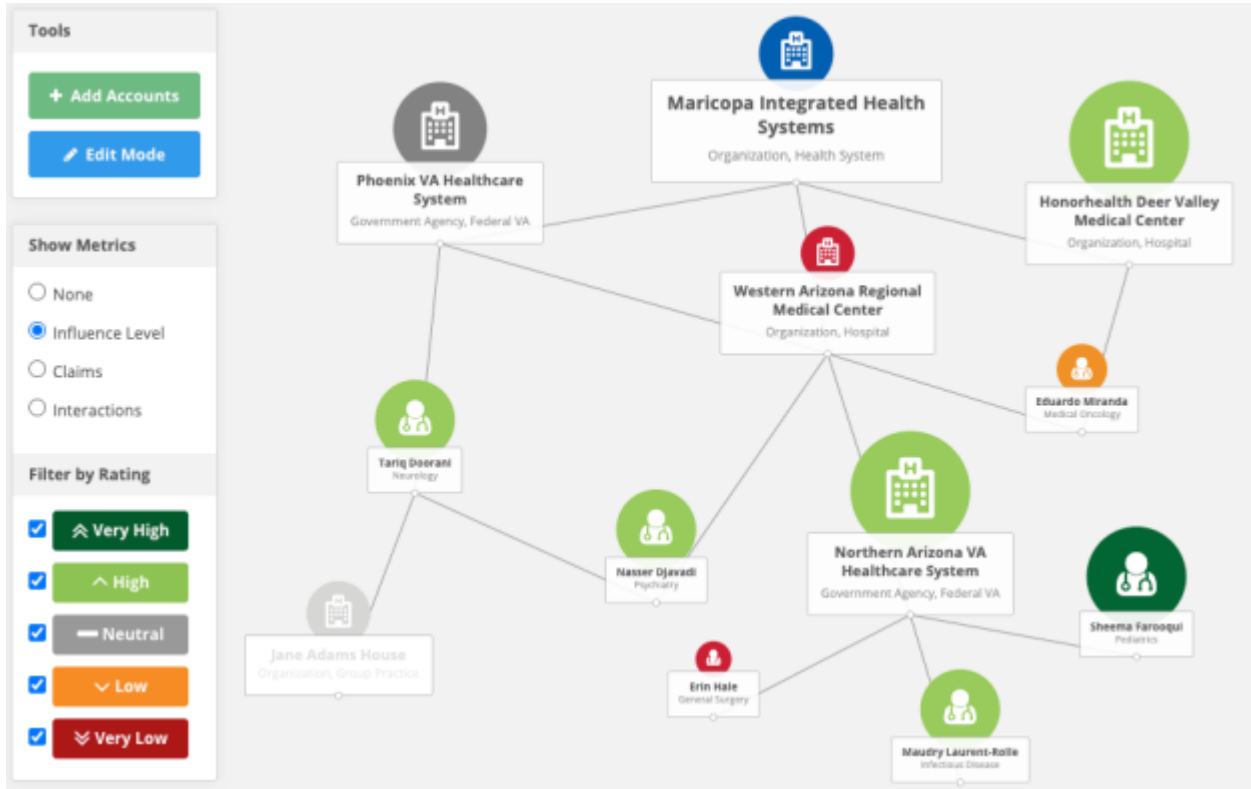 Tools
+ Add Accounts
Edit Mode
Show Metrics
None
Influence Level
Claims
Interactions
Filter by Rating
Very High
High
Neutral
Low
Very Low
Maricopa Integrated Health
Systems
Organization, Health System
Phoenix VA Healthcare
System
Government Agency, Federal VA
Honorhealth Deer Valley
Medical Center
Organization, Hospital
Western Arizona Regional
Medical Center
Organization, Hospital
Eduardo Miranda
Medical Oncology
Tariq Doorani
Neurology
Nasser Djavadi
Psychiatry
Northern Arizona VA
Healthcare System
Government Agency, Federal VA
Sheema Farooqui
Pediatrics
Jane Adams House
Organization, Group Practice
Erin Hale
General Surgery
Maudry Laurent-Rolle
Infectious Disease